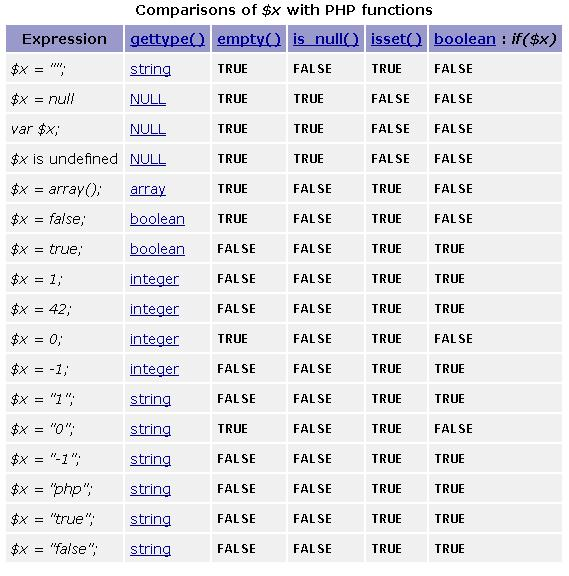 Comparisons of $x with PHP functions
Expression gettype() empty() is_null() isset() boolean : if($x)
$x = ""; string TRUE FALSE TRUE FALSE
$x = null NULL TRUE TRUE FALSE FALSE
var $x; NULL TRUE TRUE FALSE FALSE
$x is undefined NULL TRUE TRUE FALSE FALSE
$x = array(); array TRUE FALSE TRUE FALSE
$x = false; boolean TRUE FALSE TRUE FALSE
$x = true; boolean FALSE FALSE TRUE TRUE
$x = 1; integer FALSE FALSE TRUE TRUE
$x = 42; integer FALSE FALSE TRUE TRUE
$x = 0; integer TRUE FALSE TRUE FALSE
$x = -1; integer FALSE FALSE TRUE TRUE
$x = "1"; string FALSE FALSE TRUE TRUE
$x = "0"; string TRUE FALSE TRUE FALSE
$x = "-1"; string FALSE FALSE TRUE TRUE
$x = "php"; string FALSE FALSE TRUE TRUE
$x = "true"; string FALSE FALSE TRUE TRUE
$x = "false"; string FALSE FALSE TRUE TRUE